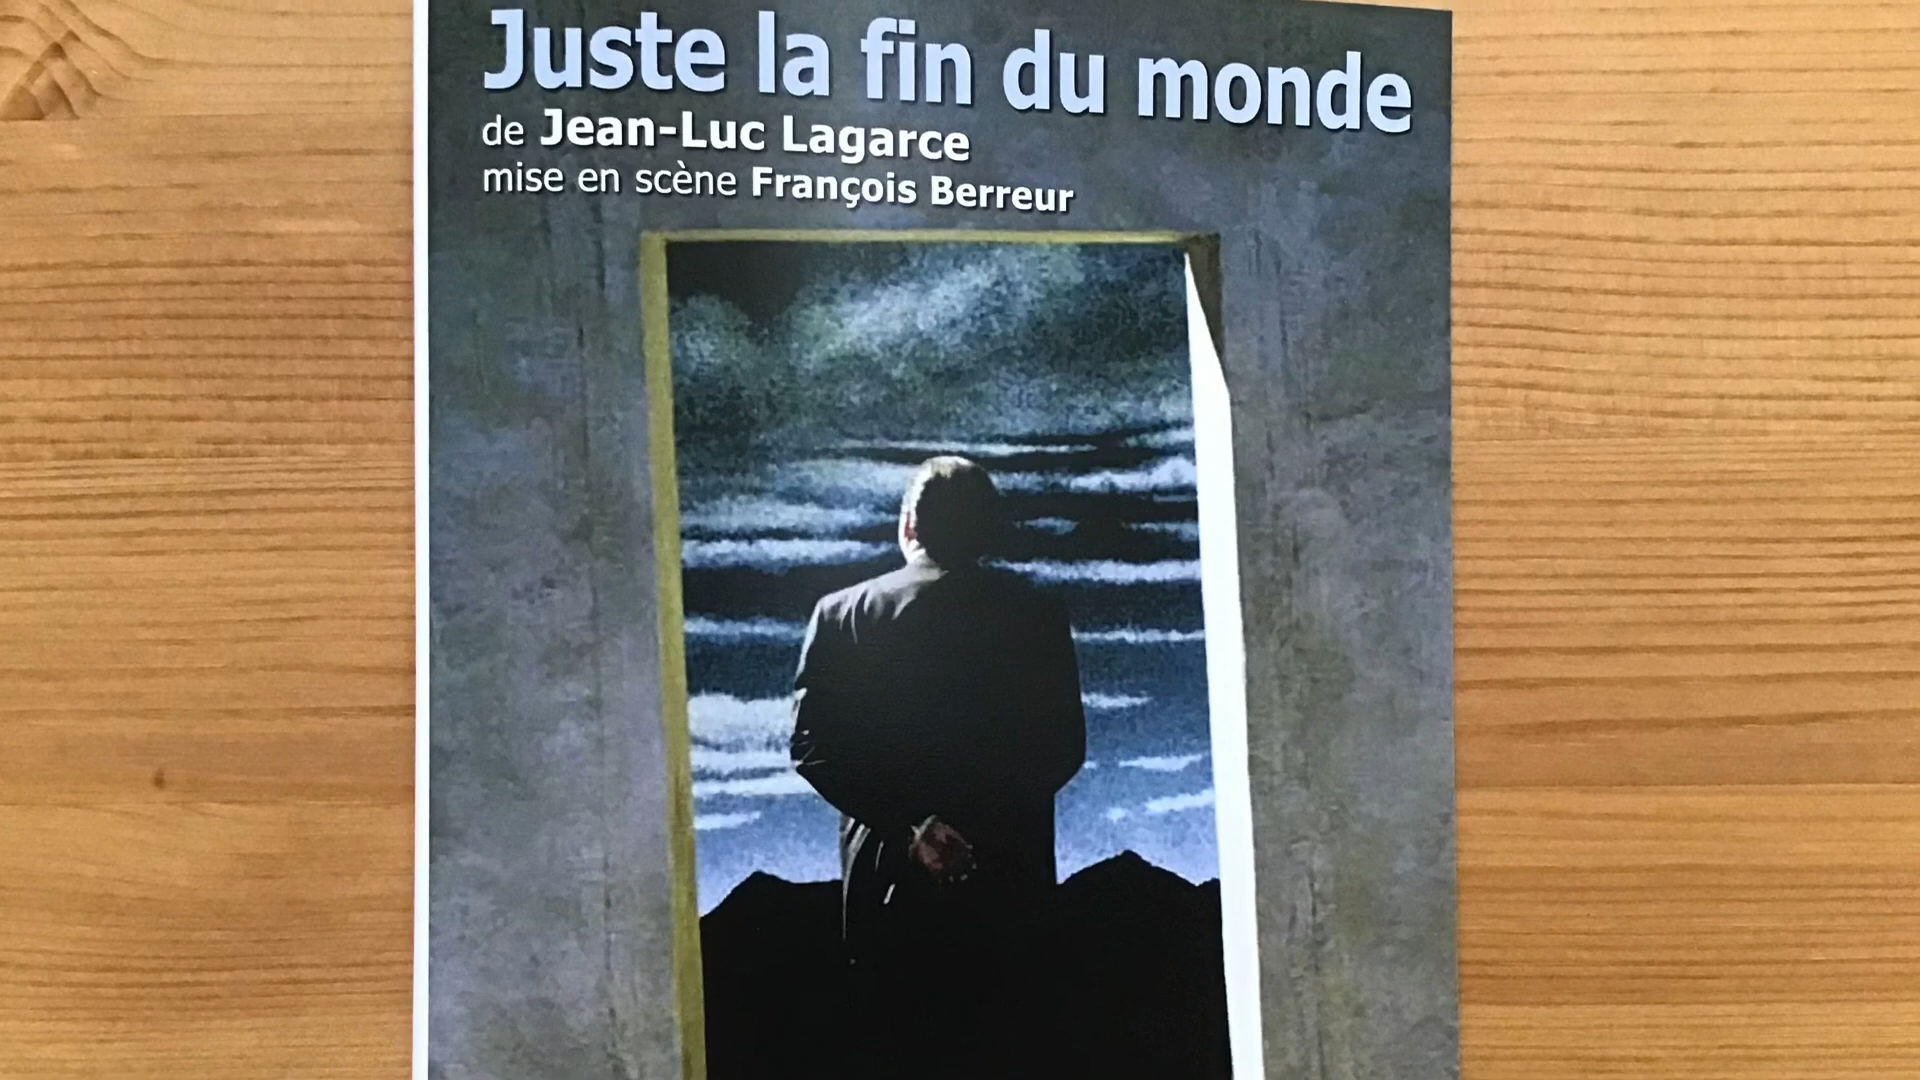 Juste la fin du monde
de Jean-Luc Lagarce
mise en scène François Berreur